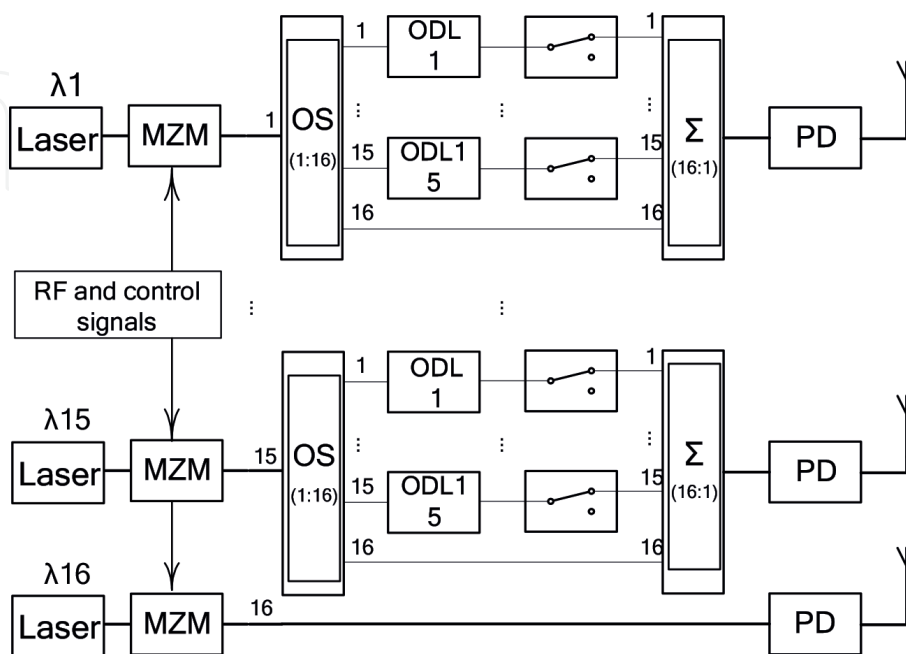 λ1
Laser
MZM
1
OS
(1:16)
1
ODL
1
1
...
...
...
15
ODL1
5
15
16
16
Σ
(16:1)
PD
RF and control
signals
...
...
λ15
Laser
MZM
15
OS
(1:16)
1
ODL
1
1
...
...
...
15
ODL1
5
15
16
16
Σ
(16:1)
PD
λ16
Laser
MZM
16
PD